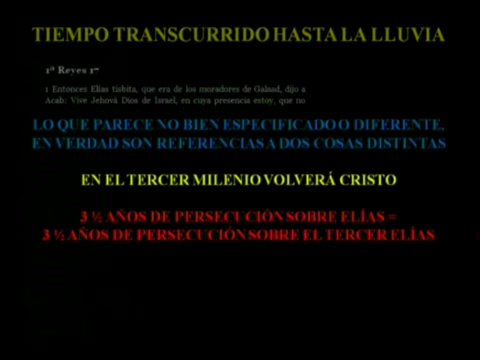 TIEMPO TRANSCURRIDO HASTA LA LLUVIA
1ª Reyes 17
1 Entonces Elías tisbita, que era de los moradores de Galaad, dijo a
Acab: Vive Jehová Dios de Israel, en cuya presencia estoy, que no
LO QUE PARECE NO BIEN ESPECIFICADO O DIFERENTE,
EN VERDAD SON REFERENCIAS A DOS COSAS DISTINTAS
EN EL TERCER MILENIO VOLVERÁ CRISTO
3 ½ AÑOS DE PERSECUCIÓN SOBRE ELÍAS =
3 ½ AÑOS DE PERSECUCIÓN SOBRE EL TERCER ELÍAS